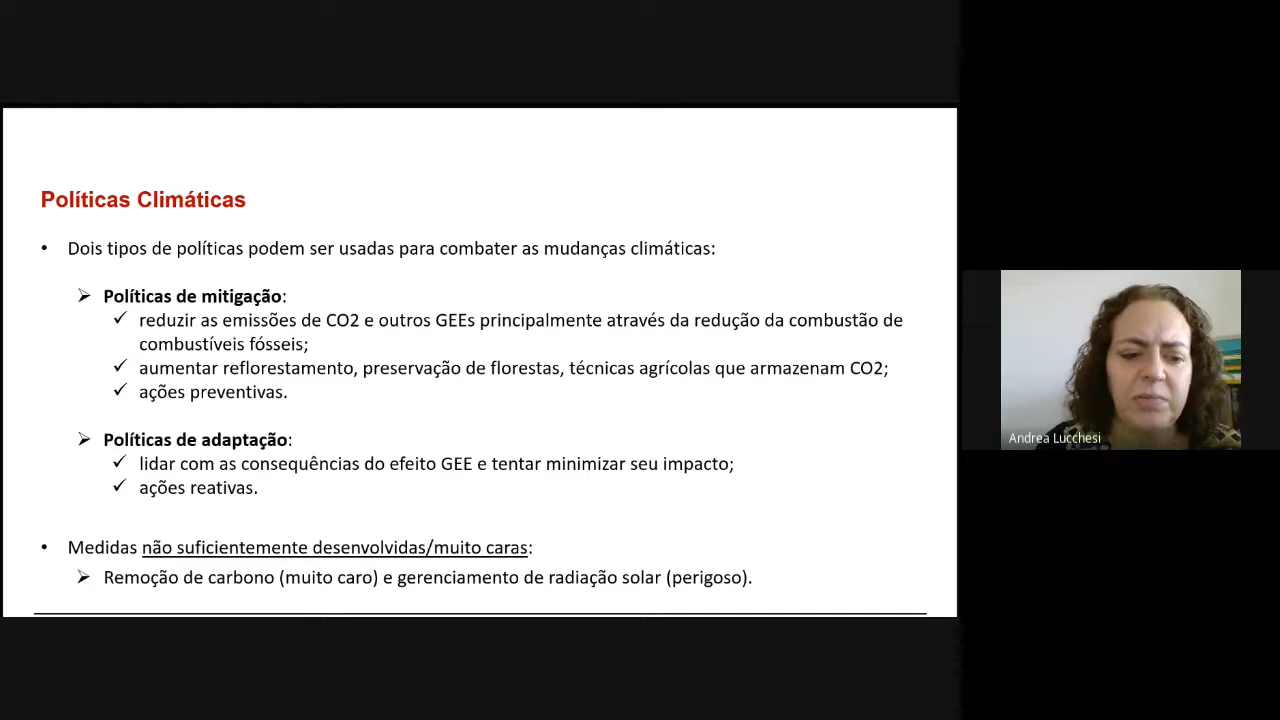 Políticas Climáticas
• Dois tipos de políticas podem ser usadas para combater as mudanças climáticas:
➢ Políticas de mitigação:
✓ reduzir as emissões de CO2 e outros GEEs principalmente através da redução da combustão de
combustíveis fósseis;
✓ aumentar reflorestamento, preservação de florestas, técnicas agrícolas que armazenam CO2;
✓ ações preventivas.
➢ Políticas de adaptação:
✓ lidar com as consequências do efeito GEE e tentar minimizar seu impacto;
✓ ações reativas.
• Medidas não suficientemente desenvolvidas/muito caras:
➢ Remoção de carbono (muito caro) e gerenciamento de radiação solar (perigoso).
Andrea Lucchesi